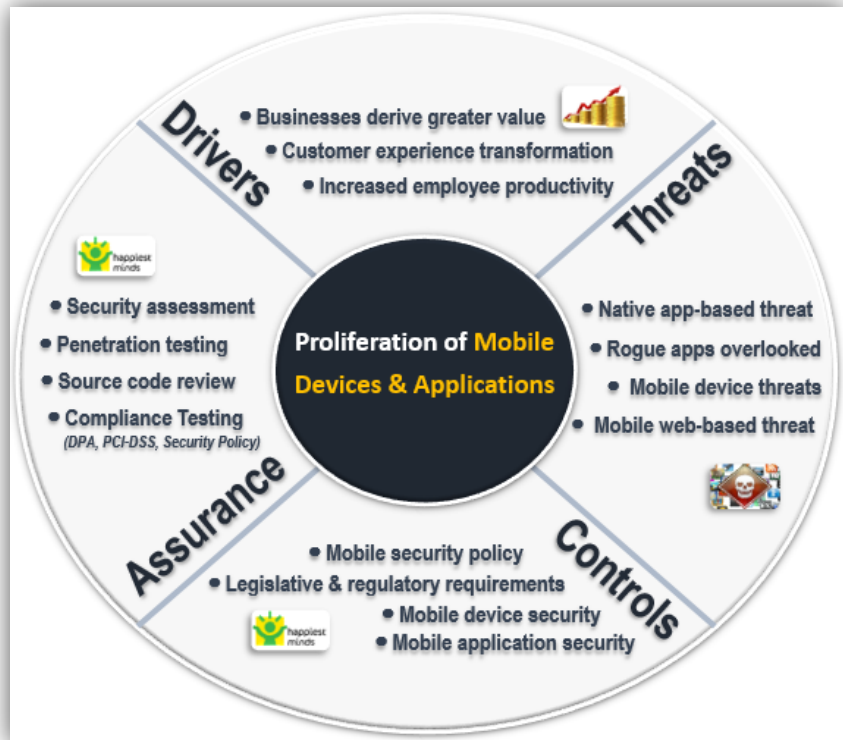 Drivers
• Businesses derive greater value
• Customer experience transformation
• Increased employee productivity
Threats
• Native app-based threat
• Rogue apps overlooked
• Mobile device threats
• Mobile web-based threat
Controls
• Mobile security policy
• Legislative & regulatory requirements
• Mobile device security
• Mobile application security
happiest
minds
Assurance
happiest
minds
• Security assessment
• Penetration testing
• Source code review
• Compliance Testing
(DPA, PCI-DSS, Security Policy)
Proliferation of Mobile
Devices & Applications